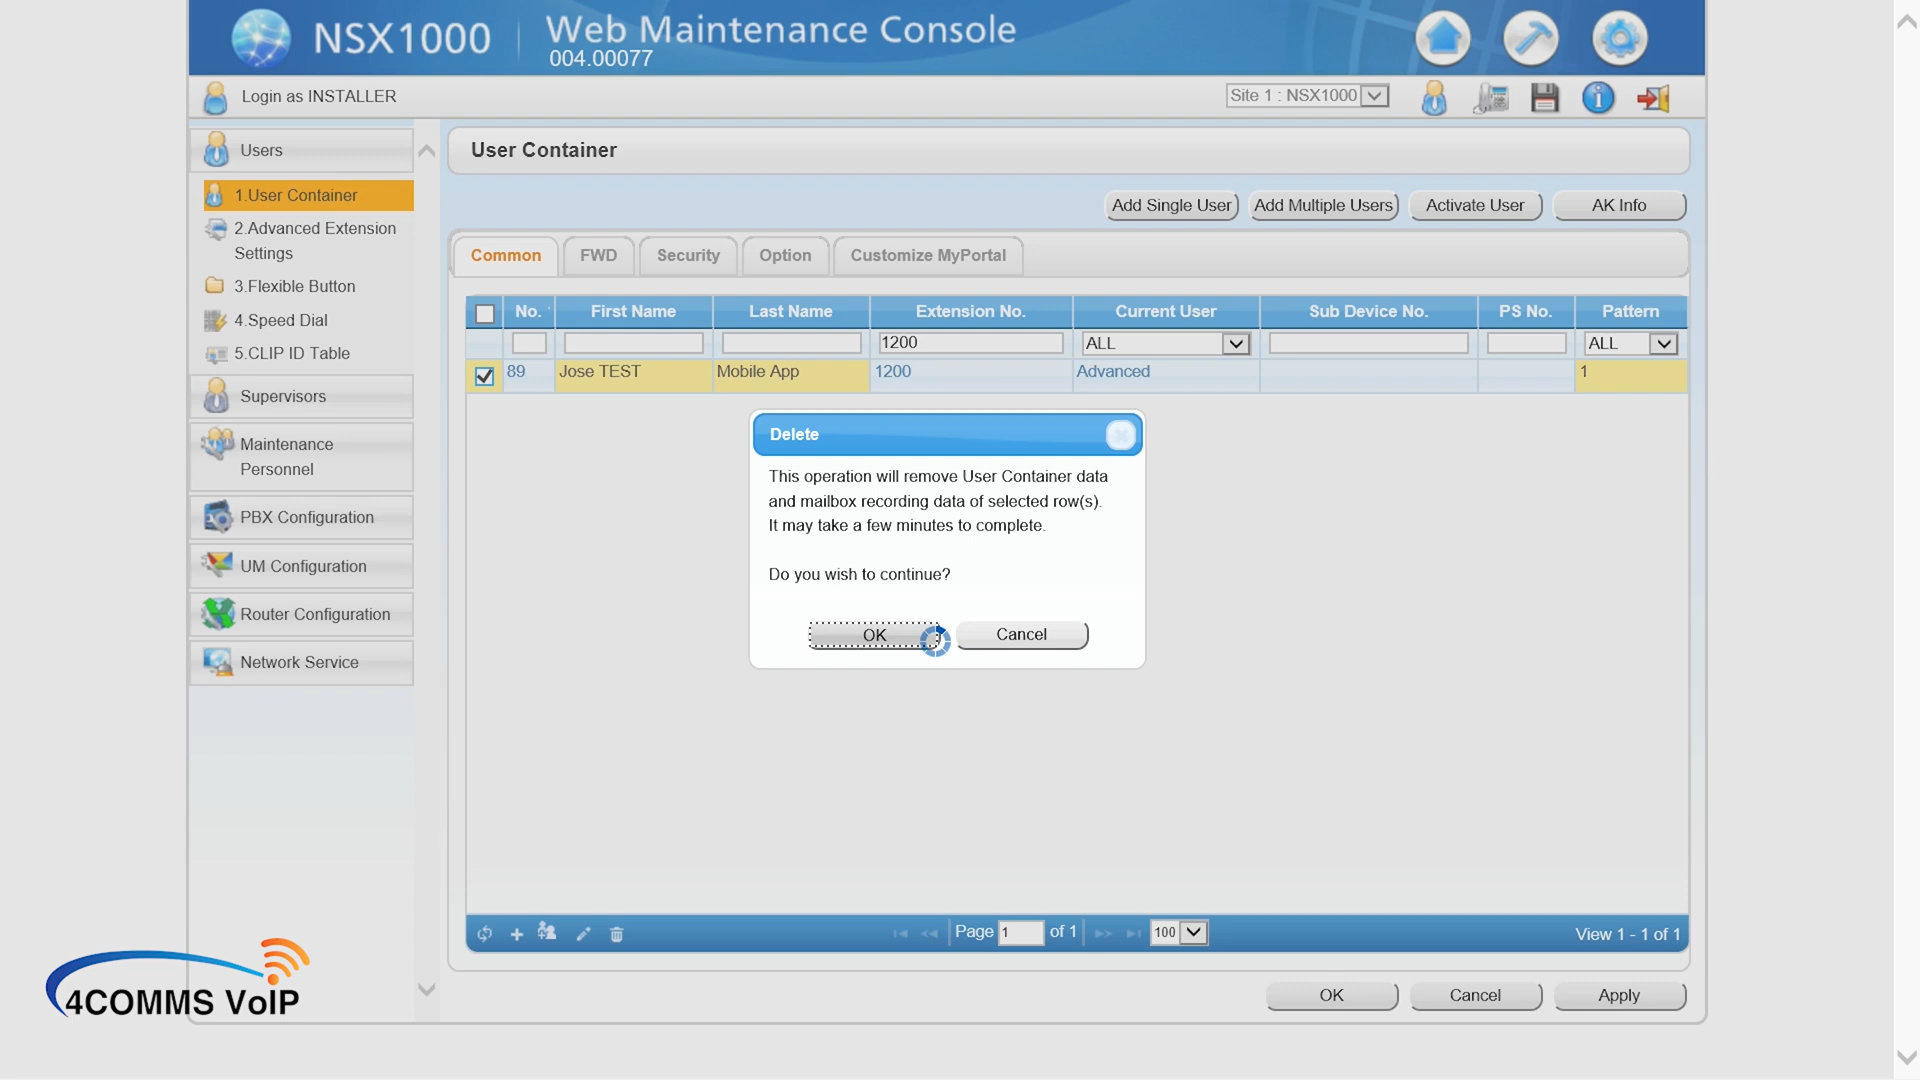 NSX1000
Web Maintenance Console
004.00077
Login as INSTALLER
Site 1 : NSX1000
Users
1.User Container
2.Advanced Extension
Settings
3.Flexible Button
4.Speed Dial
5.CLIP ID Table
Supervisors
Maintenance
Personnel
PBX Configuration
UM Configuration
Router Configuration
Network Service
User Container
Add Single User Add Multiple Users Activate User AK Info
Common FWD Security Option Customize MyPortal
No. First Name Last Name Extension No. Current User Sub Device No. PS No. Pattern
1200 ALL ALL
89 Jose TEST Mobile App 1200 Advanced 1
Delete
This operation will remove User Container data
and mailbox recording data of selected row(s).
It may take a few minutes to complete.
Do you wish to continue?
OK Cancel
Page 1 of 1 100 View 1 - 1 of 1
OK Cancel Apply
4COMMS VoIP